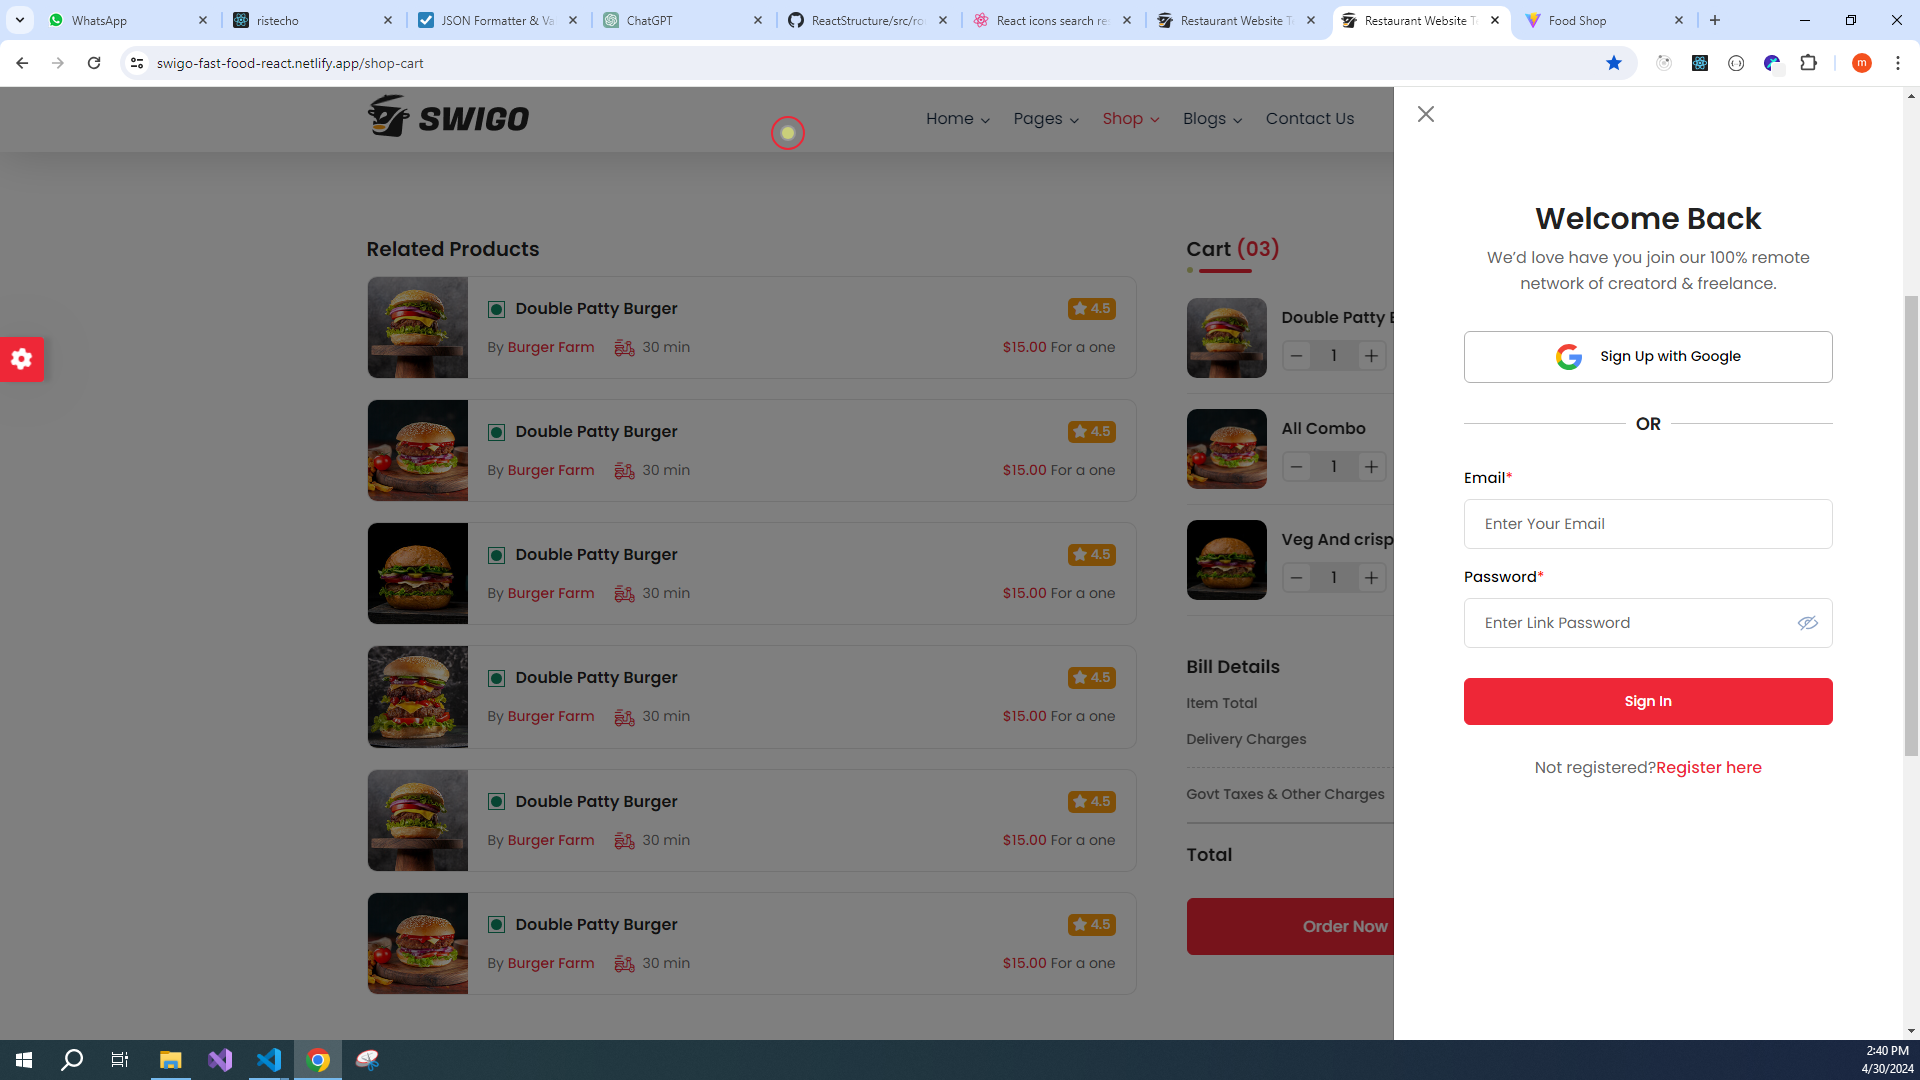 WhatsApp
ristecho
JSON Formatter & Va
ChatGPT
ReactStructure/src/ro
React icons search re
Restaurant Website Te
Restaurant Website Te
Food Shop
swigo-fast-food-react.netlify.app/shop-cart
m
SWIGO
Home
Pages
Shop
Blogs
Contact Us
Related Products
Double Patty Burger
4.5
By Burger Farm
30 min
$15.00 For a one
Double Patty Burger
4.5
By Burger Farm
30 min
$15.00 For a one
Double Patty Burger
4.5
By Burger Farm
30 min
$15.00 For a one
Double Patty Burger
4.5
By Burger Farm
30 min
$15.00 For a one
Double Patty Burger
4.5
By Burger Farm
30 min
$15.00 For a one
Double Patty Burger
4.5
By Burger Farm
30 min
$15.00 For a one
Cart (03)
Double Patty B
1
All Combo
1
Veg And crisp
1
Bill Details
Item Total
Delivery Charges
Govt Taxes & Other Charges
Total
Order Now
Welcome Back
We’d love have you join our 100% remote
network of creatord & freelance.
Sign Up with Google
OR
Email*
Enter Your Email
Password*
Enter Link Password
Sign In
Not registered?Register here
2:40 PM
4/30/2024